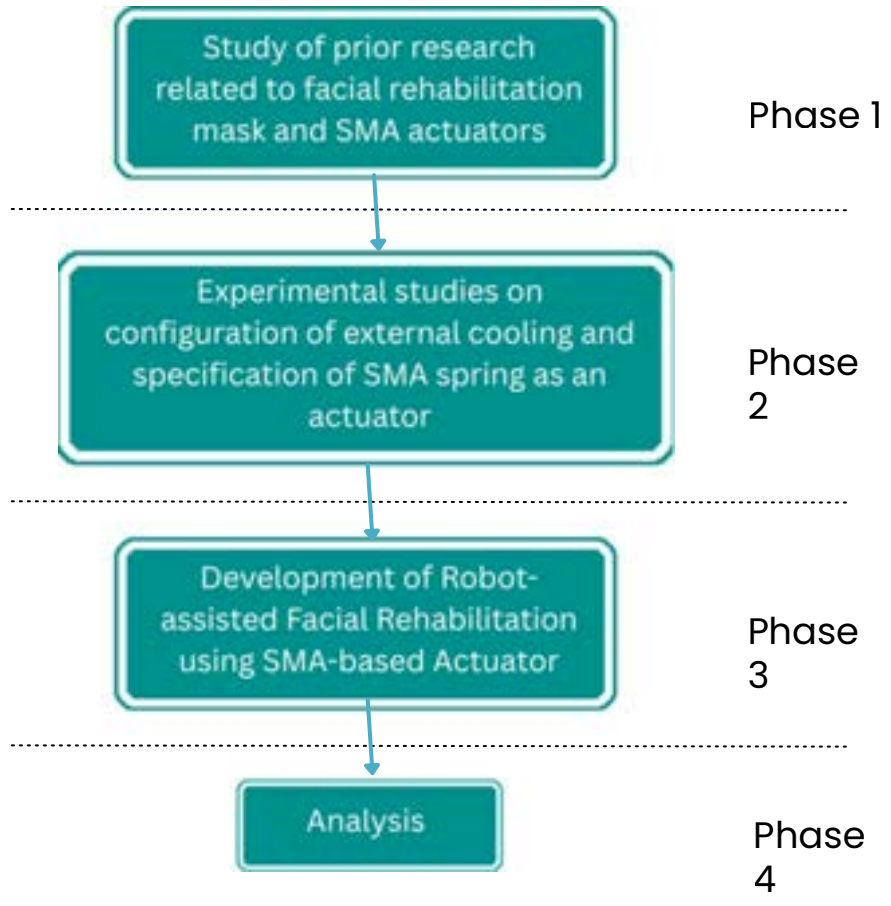 Study of prior research
related to facial rehabilitation
mask and SMA actuators
Phase 1
Experimental studies on
configuration of external cooling and
specification of SMA spring as an
actuator
Phase
2
Development of Robot-
assisted Facial Rehabilitation
using SMA-based Actuator
Phase
3
Analysis
Phase
4